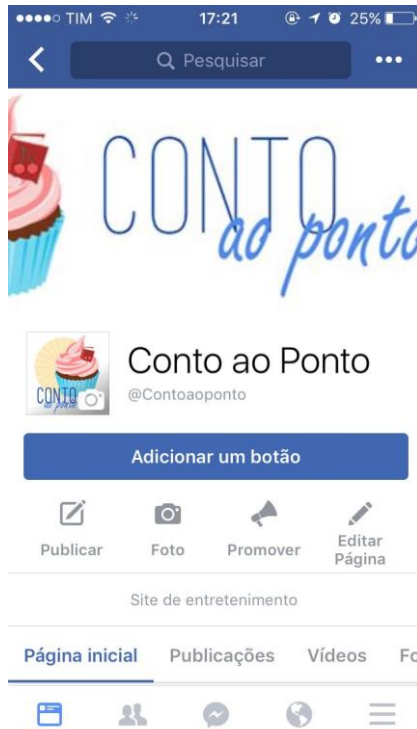 TIM 17:21 25%
Pesquisar
CONTO
ao ponto
CONTO
ao ponto
Conto ao Ponto
@Contoaoponto
Adicionar um botão
Publicar Foto Promover Editar
Página
Site de entretenimento
Página inicial Publicações Vídeos Fo